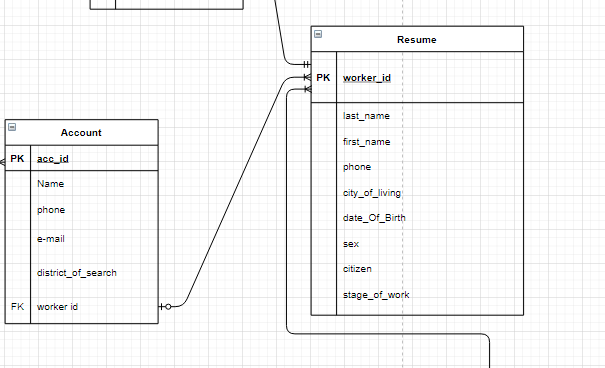 Resume
PK worker_id
last_name
first_name
phone
city_of_living
date_Of_Birth
sex
citizen
stage_of_work
Account
PK acc_id
Name
phone
e-mail
district_of_search
FK worker id